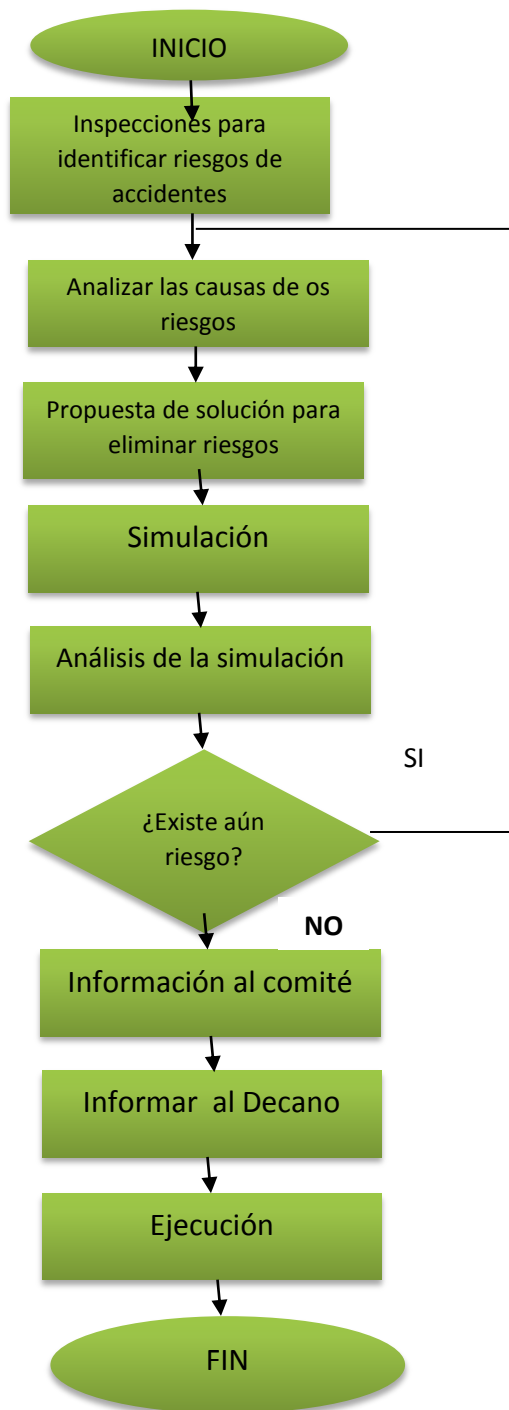 INICIO
Inspecciones para
identificar riesgos de
accidentes
Analizar las causas de os
riesgos
Propuesta de solución para
eliminar riesgos
Simulación
Análisis de la simulación
SI
¿Existe aún
riesgo?
NO
Información al comité
Informar al Decano
Ejecución
FIN